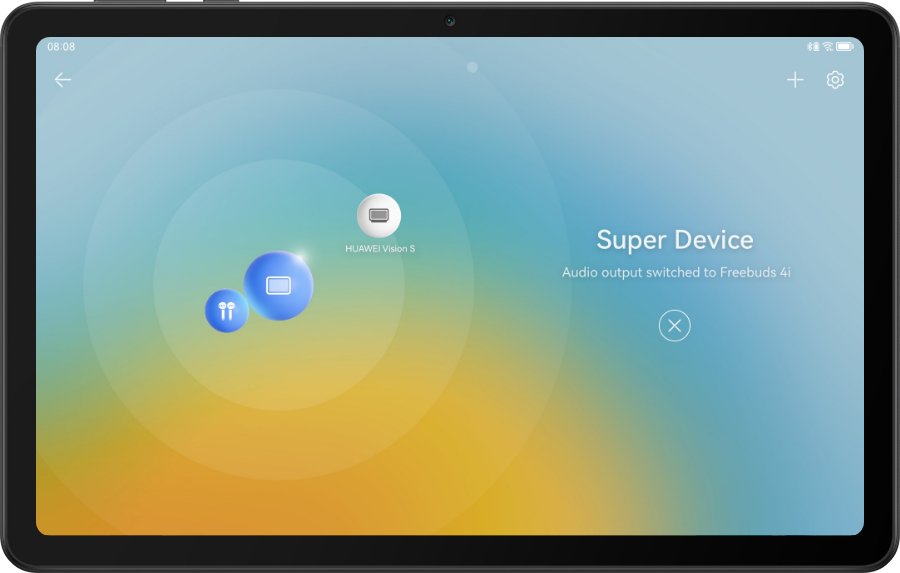 08:08
HUAWEI Vision S
Super Device
Audio output switched to Freebuds 4i